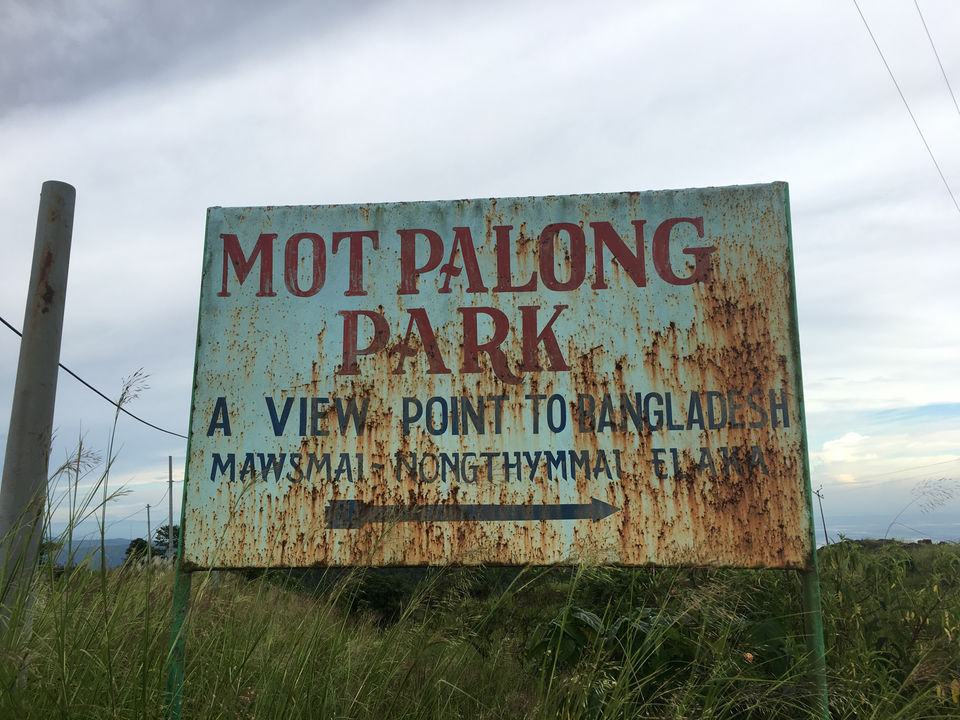 MOT PALONG
PARK
A VIEW POINT TO BANGLADESH
MAWSMAI - NONGTHYMMAI ELAKA